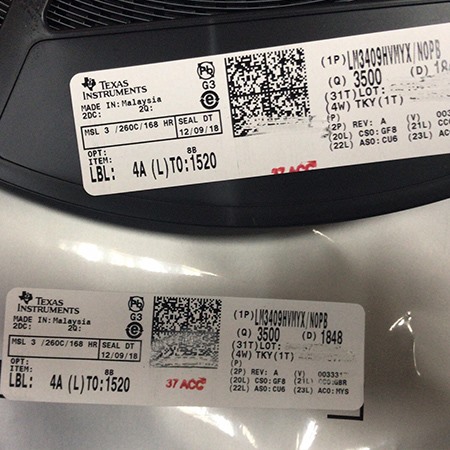 TEXAS
INSTRUMENTS
MADE IN:Malaysia
2DC: 2Q:
MSL 3 /260C/168 HR
SEAL DT
12/09/18
OPT:
ITEM: 8B
LBL: 4A (L)TO:1520
Pb
G3
e
(1P)LM3409HVMYX/NOPB
(Q) 3500 (D)
(31T)LOT:
(4W) TKY(1T)
(P)
(2P) REV: A (V)
(20L) CSO:GF8 (21L)
(22L) ASO:CU6 (23L)
37 ACC
TEXAS
INSTRUMENTS
MADE IN:Malaysia
2DC: 2Q:
MSL 3 /260C/168 HR
SEAL DT
12/09/18
OPT:
ITEM: 8B
LBL: 4A (L)TO:1520
Pb
G3
e
37 ACC
(1P)LM3409HVMYX/NOPB
(Q) 3500 (D) 1848
(31T)LOT:
(4W) TKY(1T)
(P)
(2P) REV: A (V)
(20L) CSO:GF8 (21L)
(22L) ASO:CU6 (23L) ACO:MYS